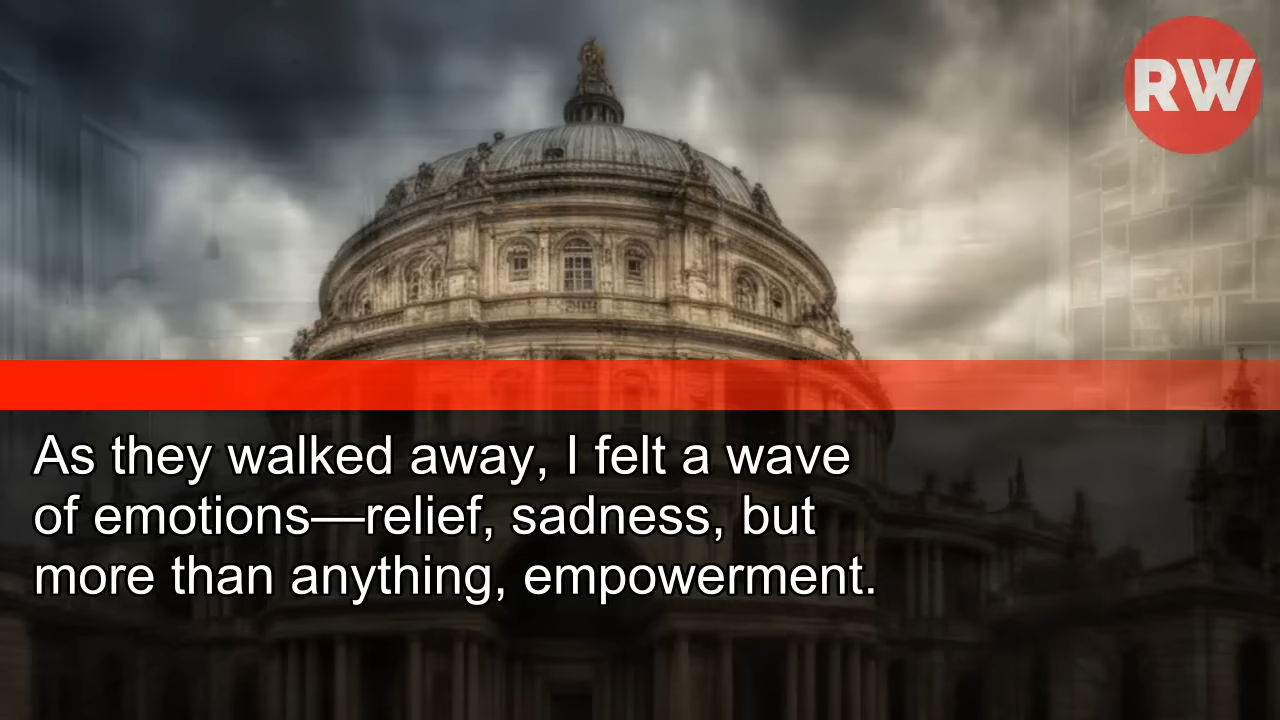 RW
As they walked away, I felt a wave
of emotions—relief, sadness, but
more than anything, empowerment.